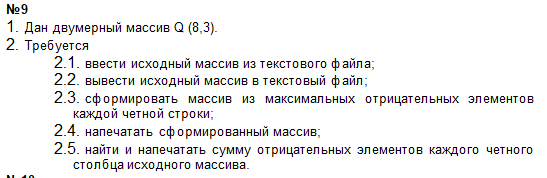 №9
1. Дан двумерный массив Q (8,3).
2. Требуется
2.1. ввести исходный массив из текстового файла;
2.2. вывести исходный массив в текстовый файл;
2.3. сформировать массив из максимальных отрицательных элементов
каждой четной строки;
2.4. напечатать сформированный массив;
2.5. найти и напечатать сумму отрицательных элементов каждого четного
столбца исходного массива.